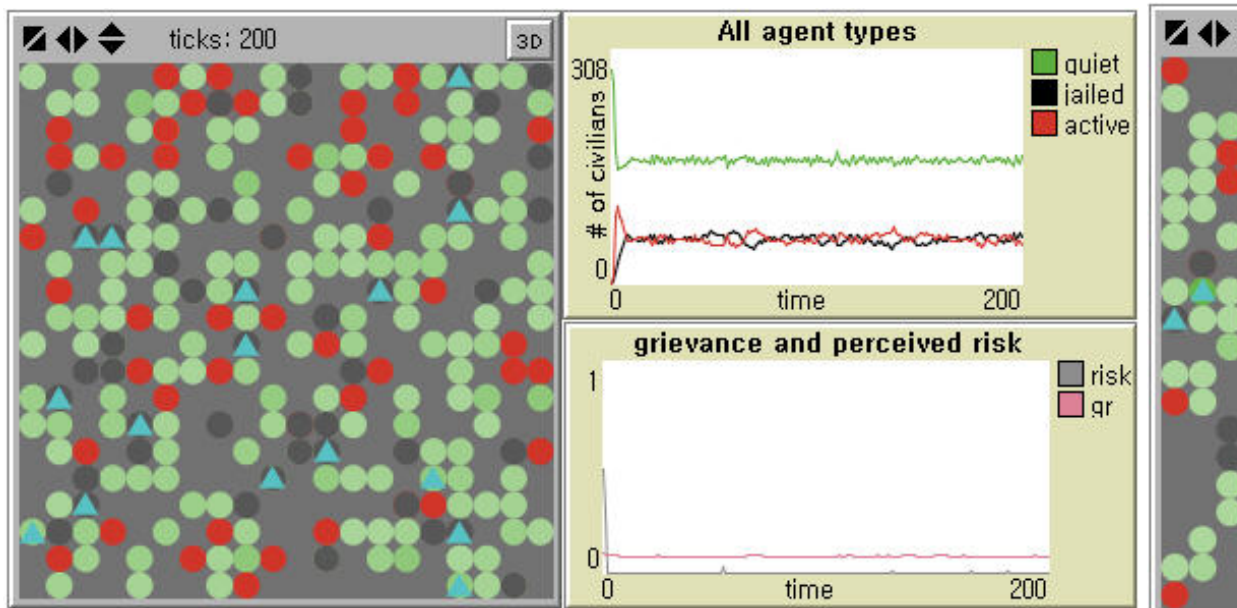 ticks: 200
3D
All agent types
308
# of civilians
0
0
time
200
quiet
jailed
active
grievance and perceived risk
1
0
0
time
200
risk
gr